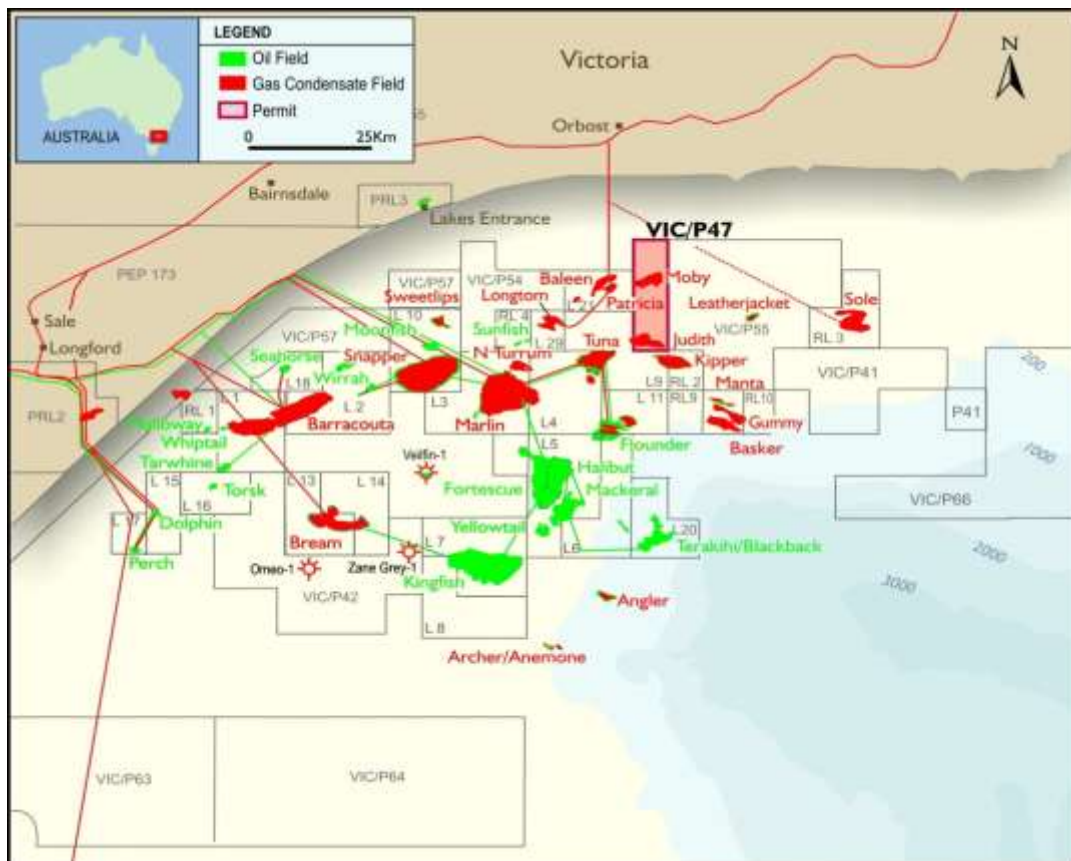 LEGEND
Oil Field
Gas Condensate Field
Permit
0 25Km
AUSTRALIA
Victoria
N
Orbost
Bairnsdale
PRL3
Lakes Entrance
VIC/P47
PEP 173
VIC/P57
VIC/P54
Baleen
Moby
Sweetlips
Longtom
L 21
Patricia
Leatherjacket
Sole
Sale
L 10
RL 4
Moonfish
Sunfish
L 29
Tuna
VIC/P55
RL 3
Longford
VIC/P57
Judith
Seahorse
Snapper
N-Turrum
Kipper
200
Wirrah
L9
RL 2
Manta
VIC/P41
L 18
L 1
L 2
L3
L 11
RL9
RL10
PRL2
RL 1
Marlin
L4
Gummy
P41
Whiptail
Barracouta
L5
Flounder
Basker
1000
Tarwhine
Veilfin-1
Halibut
L 15
L 13
L 14
Fortescue
Mackeral
VIC/P66
Torsk
L 16
L 17
Dolphin
Yellowtail
L20
Bream
L 7
L6
Terakihi/Blackback
2000
Perch
Omeo-1
Zane Grey-1
Kingfish
3000
VIC/P42
Angler
L 8
Archer/Anemone
VIC/P63
VIC/P64